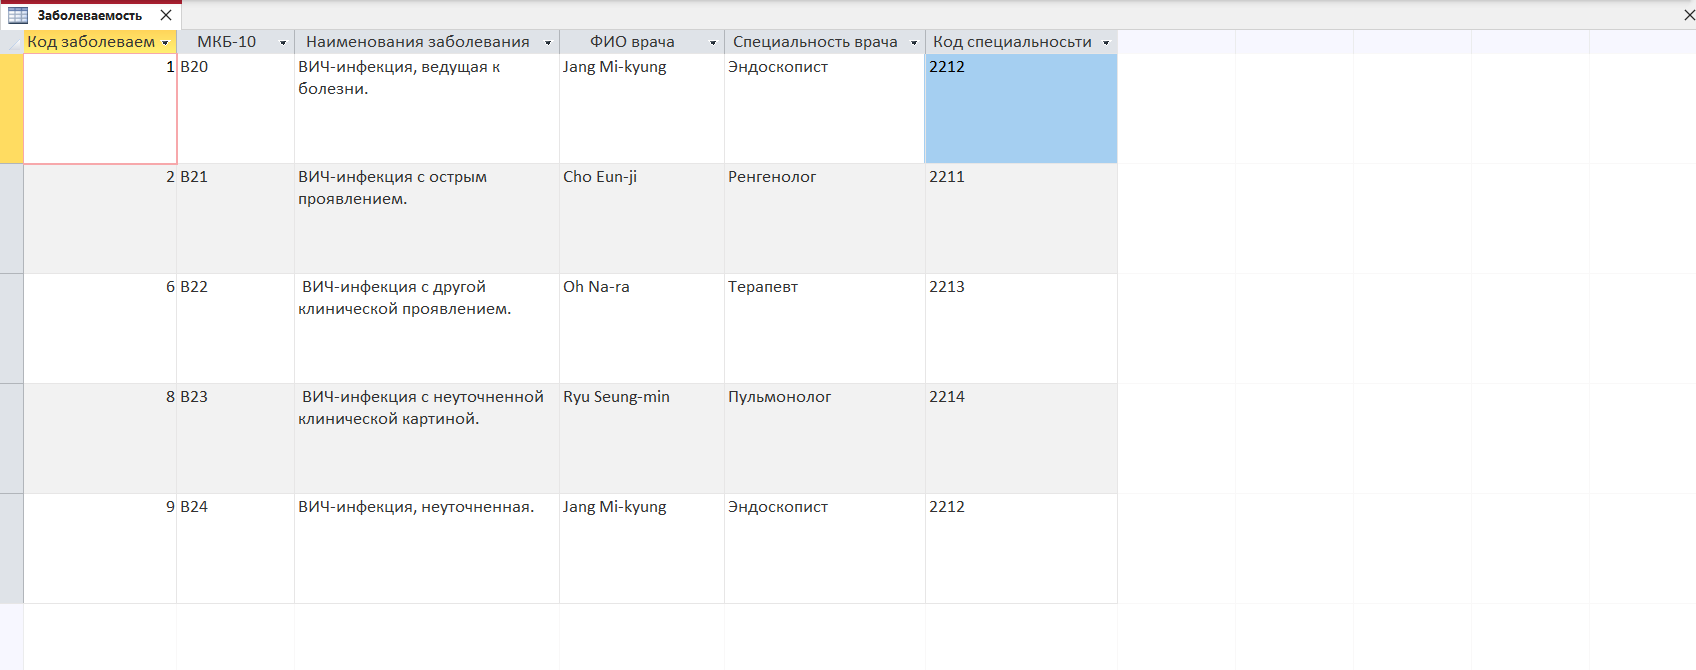 Заболеваемость
Код заболеваем МКБ-10 Наименования заболевания ФИО врача Специальность врача Код специальносьти
1 B20 ВИЧ-инфекция, ведущая к Jang Mi-kyung Эндоскопист 2212
болезни.
2 B21 ВИЧ-инфекция с острым Cho Eun-ji Ренгенолог 2211
проявлением.
6 B22 ВИЧ-инфекция с другой Oh Na-ra Терапевт 2213
клинической проявлением.
8 B23 ВИЧ-инфекция с неуточненной Ryu Seung-min Пульмонолог 2214
клинической картиной.
9 B24 ВИЧ-инфекция, неуточненная. Jang Mi-kyung Эндоскопист 2212